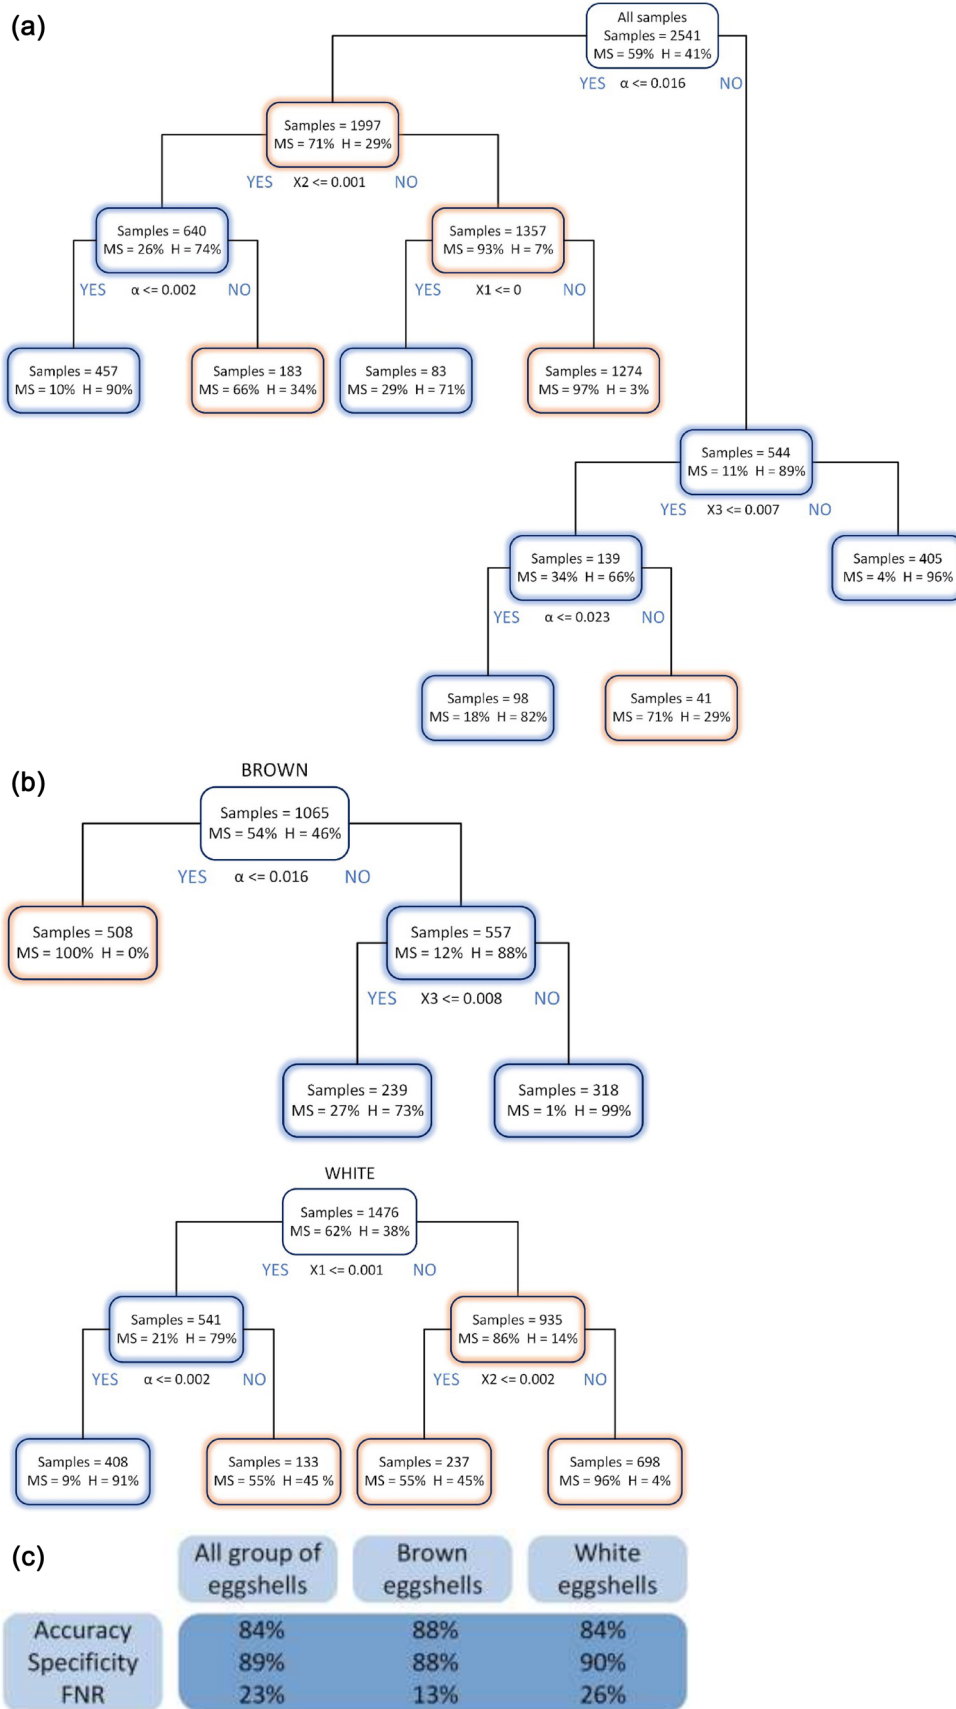 (a)
All samples
Samples = 2541
MS = 59% H = 41%
YES α <= 0.016 NO
Samples = 1997
MS = 71% H = 29%
YES X2 <= 0.001 NO
Samples = 640
MS = 26% H = 74%
YES α <= 0.002 NO
Samples = 1357
MS = 93% H = 7%
YES X1 <= 0 NO
Samples = 457
MS = 10% H = 90%
Samples = 183
MS = 66% H = 34%
Samples = 83
MS = 29% H = 71%
Samples = 1274
MS = 97% H = 3%
Samples = 544
MS = 11% H = 89%
YES X3 <= 0.007 NO
Samples = 139
MS = 34% H = 66%
YES α <= 0.023 NO
Samples = 405
MS = 4% H = 96%
Samples = 98
MS = 18% H = 82%
Samples = 41
MS = 71% H = 29%
(b)
BROWN
Samples = 1065
MS = 54% H = 46%
YES α <= 0.016 NO
Samples = 508
MS = 100% H = 0%
Samples = 557
MS = 12% H = 88%
YES X3 <= 0.008 NO
Samples = 239
MS = 27% H = 73%
Samples = 318
MS = 1% H = 99%
WHITE
Samples = 1476
MS = 62% H = 38%
YES X1 <= 0.001 NO
Samples = 541
MS = 21% H = 79%
YES α <= 0.002 NO
Samples = 935
MS = 86% H = 14%
YES X2 <= 0.002 NO
Samples = 408
MS = 9% H = 91%
Samples = 133
MS = 55% H = 45 %
Samples = 237
MS = 55% H = 45%
Samples = 698
MS = 96% H = 4%
(c)
All group of eggshells
Brown eggshells
White eggshells
Accuracy 84% 88% 84%
Specificity 89% 88% 90%
FNR 23% 13% 26%